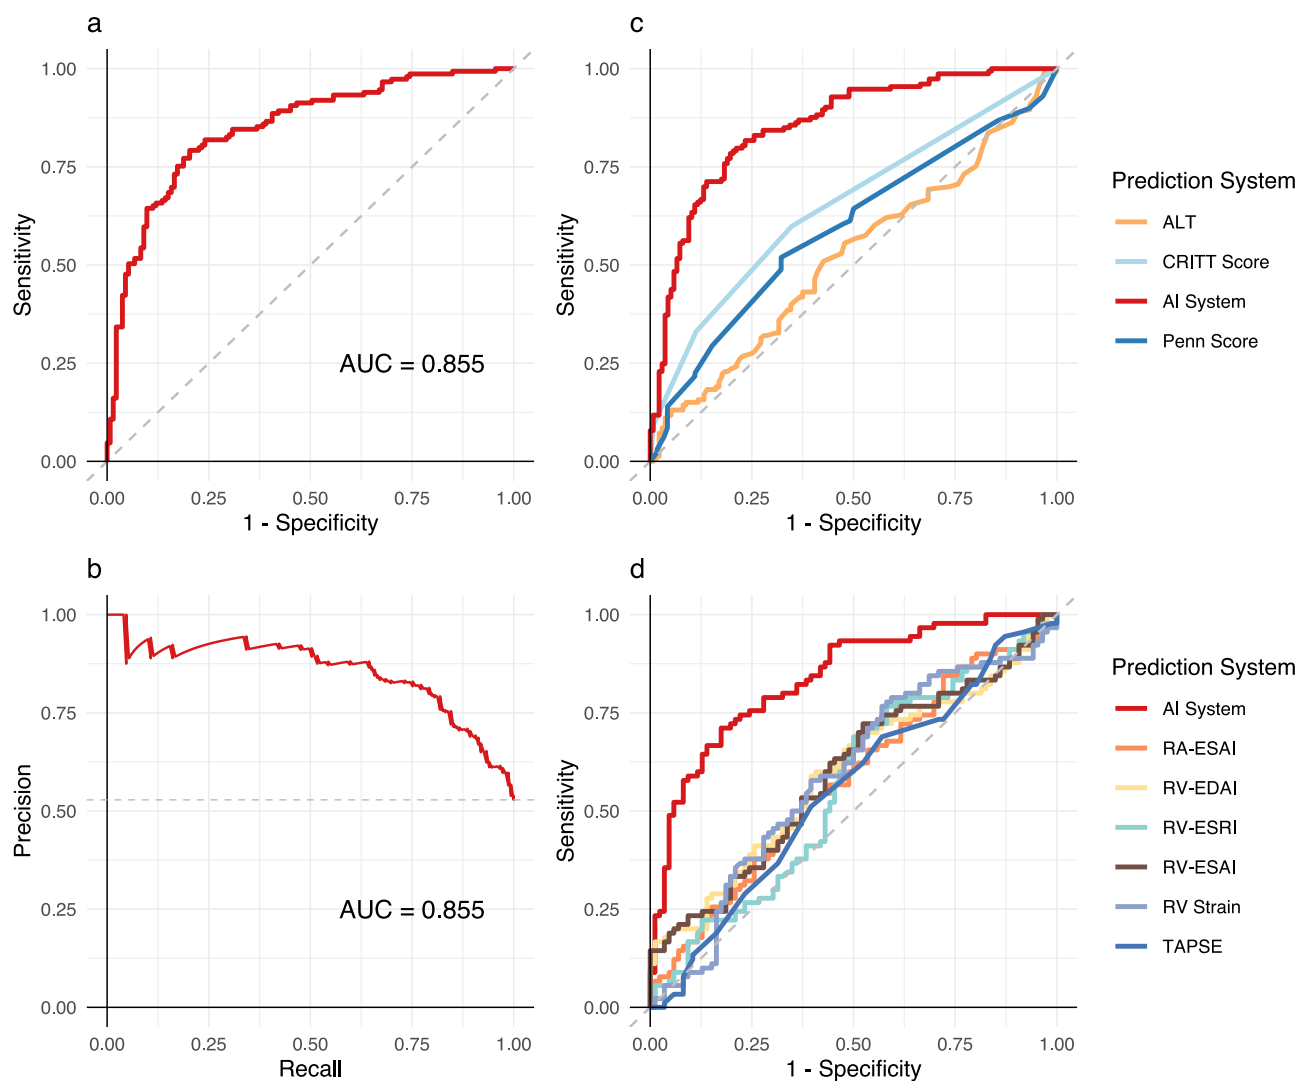 a
1.00
0.75
0.50
0.25
0.00
Sensitivity
AUC = 0.855
0.00 0.25 0.50 0.75 1.00
1 - Specificity
c
1.00
0.75
0.50
0.25
0.00
Sensitivity
0.00 0.25 0.50 0.75 1.00
1 - Specificity
Prediction System
ALT
CRITT Score
AI System
Penn Score
b
1.00
0.75
0.50
0.25
0.00
Precision
AUC = 0.855
0.00 0.25 0.50 0.75 1.00
Recall
d
1.00
0.75
0.50
0.25
0.00
Sensitivity
0.00 0.25 0.50 0.75 1.00
1 - Specificity
Prediction System
AI System
RA-ESAI
RV-EDAI
RV-ESRI
RV-ESAI
RV Strain
TAPSE